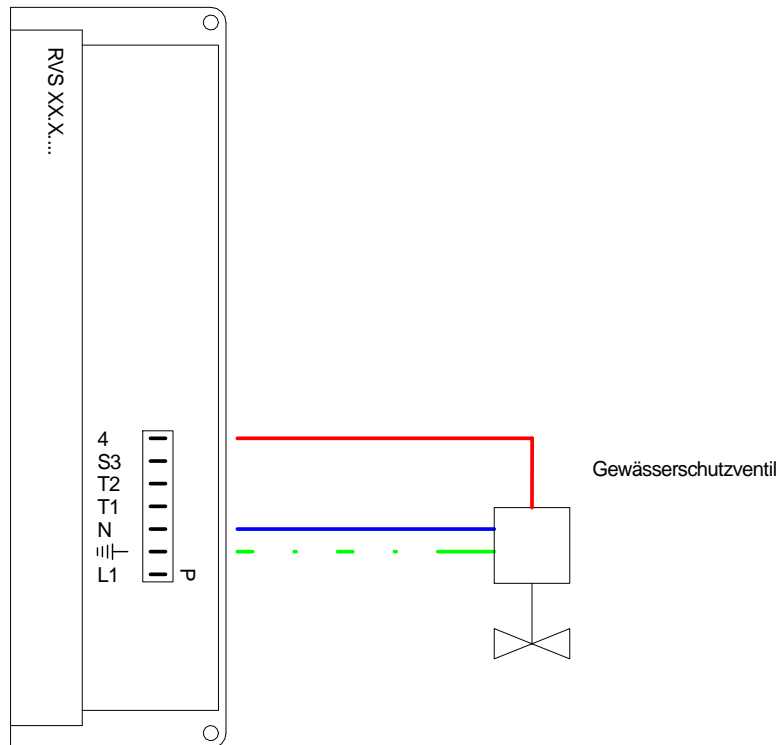 RVS XX.X....
4
S3
T2
T1
N
L1
P
Gewässerschutzventil